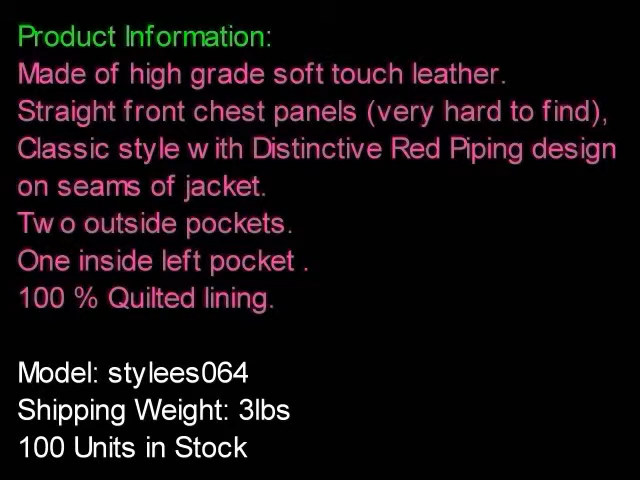 Product Information:
Made of high grade soft touch leather.
Straight front chest panels (very hard to find),
Classic style with Distinctive Red Piping design
on seams of jacket.
Two outside pockets.
One inside left pocket .
100 % Quilted lining.
Model: stylees064
Shipping Weight: 3lbs
100 Units in Stock